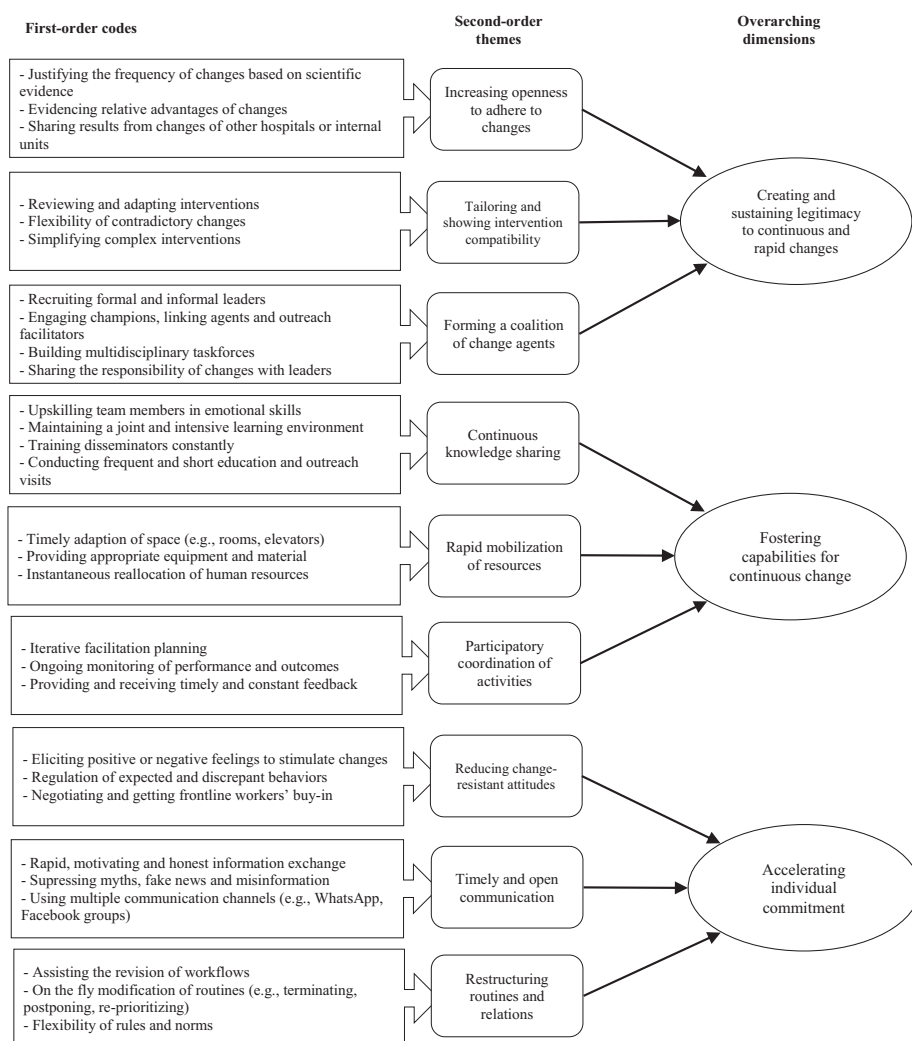 First-order codes
Second-order
themes
Overarching
dimensions
- Justifying the frequency of changes based on scientific
evidence
- Evidencing relative advantages of changes
- Sharing results from changes of other hospitals or internal
units
Increasing openness
to adhere to
changes
- Reviewing and adapting interventions
- Flexibility of contradictory changes
- Simplifying complex interventions
Tailoring and
showing intervention
compatibility
Creating and
sustaining legitimacy
to continuous and
rapid changes
- Recruiting formal and informal leaders
- Engaging champions, linking agents and outreach
facilitators
- Building multidisciplinary taskforces
- Sharing the responsibility of changes with leaders
Forming a coalition
of change agents
- Upskilling team members in emotional skills
- Maintaining a joint and intensive learning environment
- Training disseminators constantly
- Conducting frequent and short education and outreach
visits
Continuous
knowledge sharing
- Timely adaption of space (e.g., rooms, elevators)
- Providing appropriate equipment and material
- Instantaneous reallocation of human resources
Rapid mobilization
of resources
Fostering
capabilities for
continuous change
- Iterative facilitation planning
- Ongoing monitoring of performance and outcomes
- Providing and receiving timely and constant feedback
Participatory
coordination of
activities
- Eliciting positive or negative feelings to stimulate changes
- Regulation of expected and discrepant behaviors
- Negotiating and getting frontline workers' buy-in
Reducing change-
resistant attitudes
- Rapid, motivating and honest information exchange
- Supressing myths, fake news and misinformation
- Using multiple communication channels (e.g., WhatsApp,
Facebook groups)
Timely and open
communication
Accelerating
individual
commitment
- Assisting the revision of workflows
- On the fly modification of routines (e.g., terminating,
postponing, re-prioritizing)
- Flexibility of rules and norms
Restructuring
routines and
relations